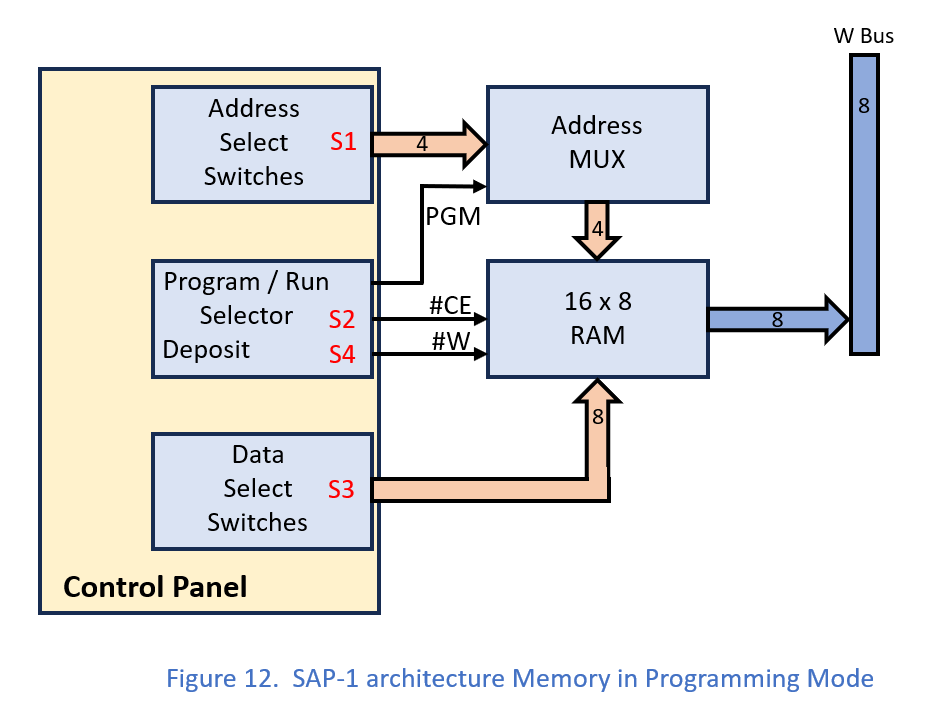 W Bus
8
Address
Select S1
Switches
4
Address
MUX
PGM
4
Program / Run
Selector S2
Deposit S4
#CE
#W
16 x 8
RAM
8
8
Data
Select S3
Switches
Control Panel
Figure 12. SAP-1 architecture Memory in Programming Mode